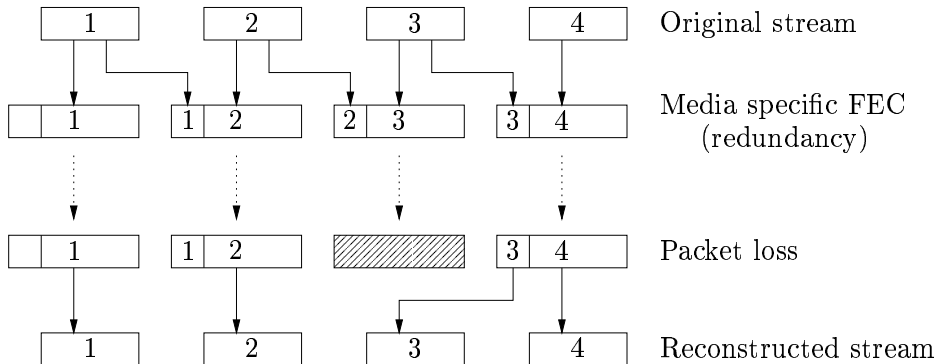 1 2 3 4 Original stream
1 1 2 2 3 3 4 Media specific FEC
(redundancy)
1 1 2 3 4 Packet loss
1 2 3 4 Reconstructed stream